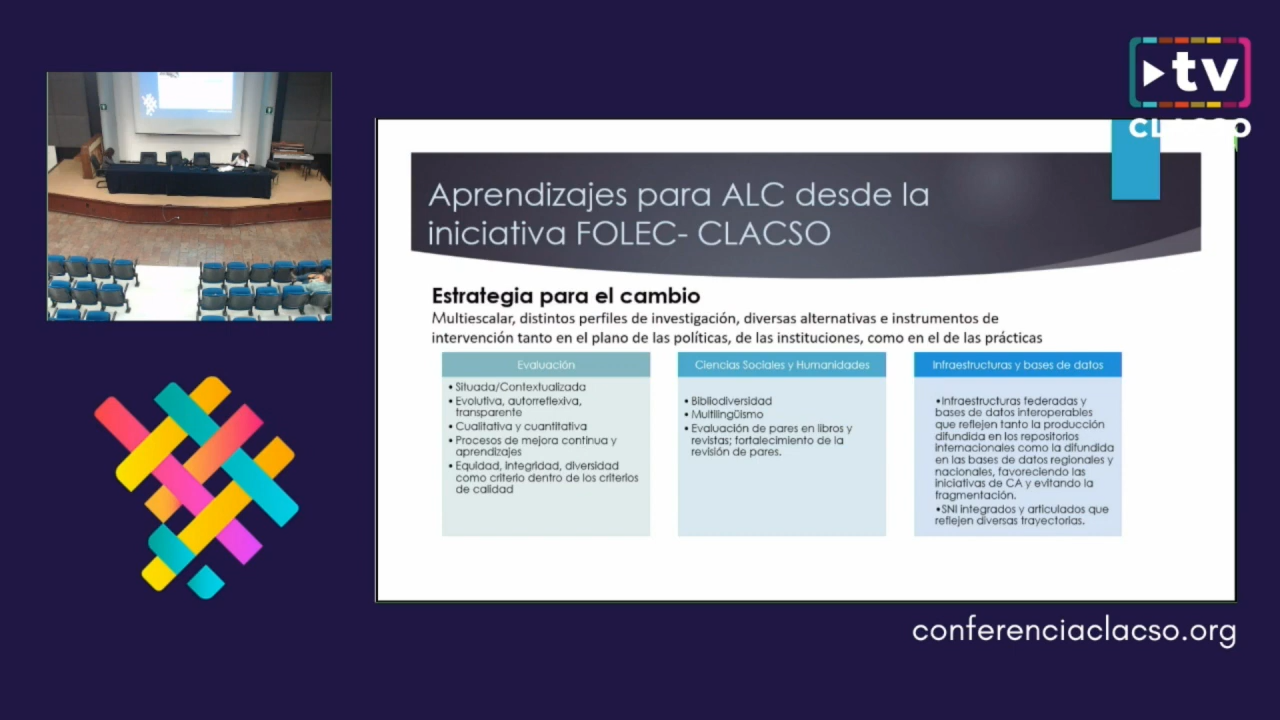 tv
CLACSO
Aprendizajes para ALC desde la
iniciativa FOLEC- CLACSO
Estrategia para el cambio
Multiescalar, distintos perfiles de investigación, diversas alternativas e instrumentos de
intervención tanto en el plano de las políticas, de las instituciones, como en el de las prácticas
Evaluación
• Situada/Contextualizada
• Evolutiva, autorreflexiva,
transparente
• Cualitativa y cuantitativa
• Procesos de mejora continua y
aprendizajes
• Equidad, integridad, diversidad
como criterio dentro de los criterios
de calidad
Ciencias Sociales y Humanidades
• Bibliodiversidad
• Multilingüismo
• Evaluación de pares en libros y
revistas; fortalecimiento de la
revisión de pares.
Infraestructuras y bases de datos
•Infraestructuras federadas y
bases de datos interoperables
que reflejen tanto la producción
difundida en los repositorios
internacionales como la difundida
en las bases de datos regionales y
nacionales, favoreciendo las
iniciativas de CA y evitando la
fragmentación.
•SNI integrados y articulados que
reflejen diversas trayectorias.
conferenciaclacso.org